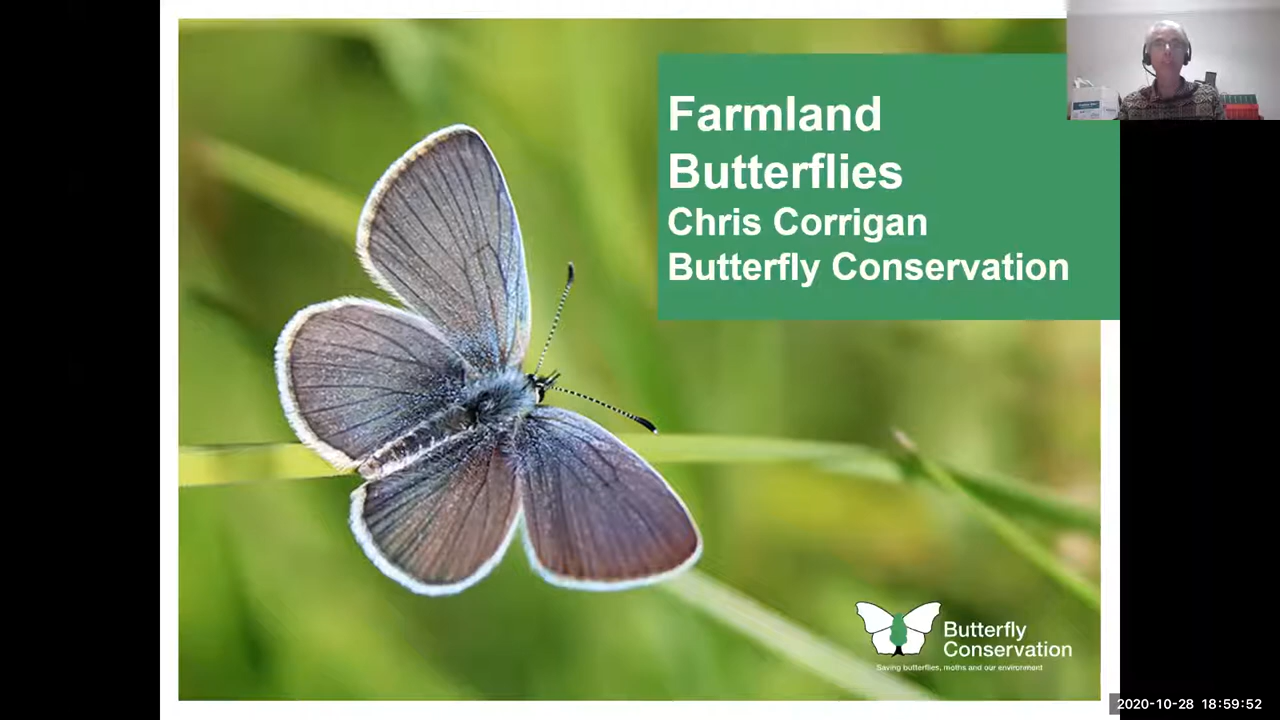 Farmland
Butterflies
Chris Corrigan
Butterfly Conservation
Butterfly
Conservation
Saving butterflies, moths and our environment
2020-10-28 18:59:52